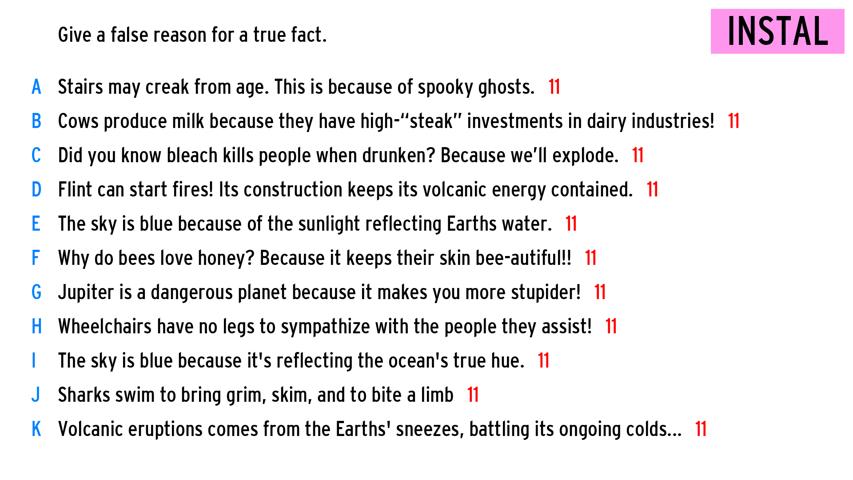 Give a false reason for a true fact.
INSTAL
A Stairs may creak from age. This is because of spooky ghosts. 11
B Cows produce milk because they have high-“steak” investments in dairy industries! 11
C Did you know bleach kills people when drunken? Because we’ll explode. 11
D Flint can start fires! Its construction keeps its volcanic energy contained. 11
E The sky is blue because of the sunlight reflecting Earths water. 11
F Why do bees love honey? Because it keeps their skin bee-autiful!! 11
G Jupiter is a dangerous planet because it makes you more stupider! 11
H Wheelchairs have no legs to sympathize with the people they assist! 11
I The sky is blue because it's reflecting the ocean's true hue. 11
J Sharks swim to bring grim, skim, and to bite a limb 11
K Volcanic eruptions comes from the Earths' sneezes, battling its ongoing colds... 11